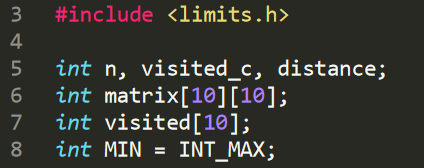 3 #include <limits.h>
4
5 int n, visited_c, distance;
6 int matrix[10][10];
7 int visited[10];
8 int MIN = INT_MAX;